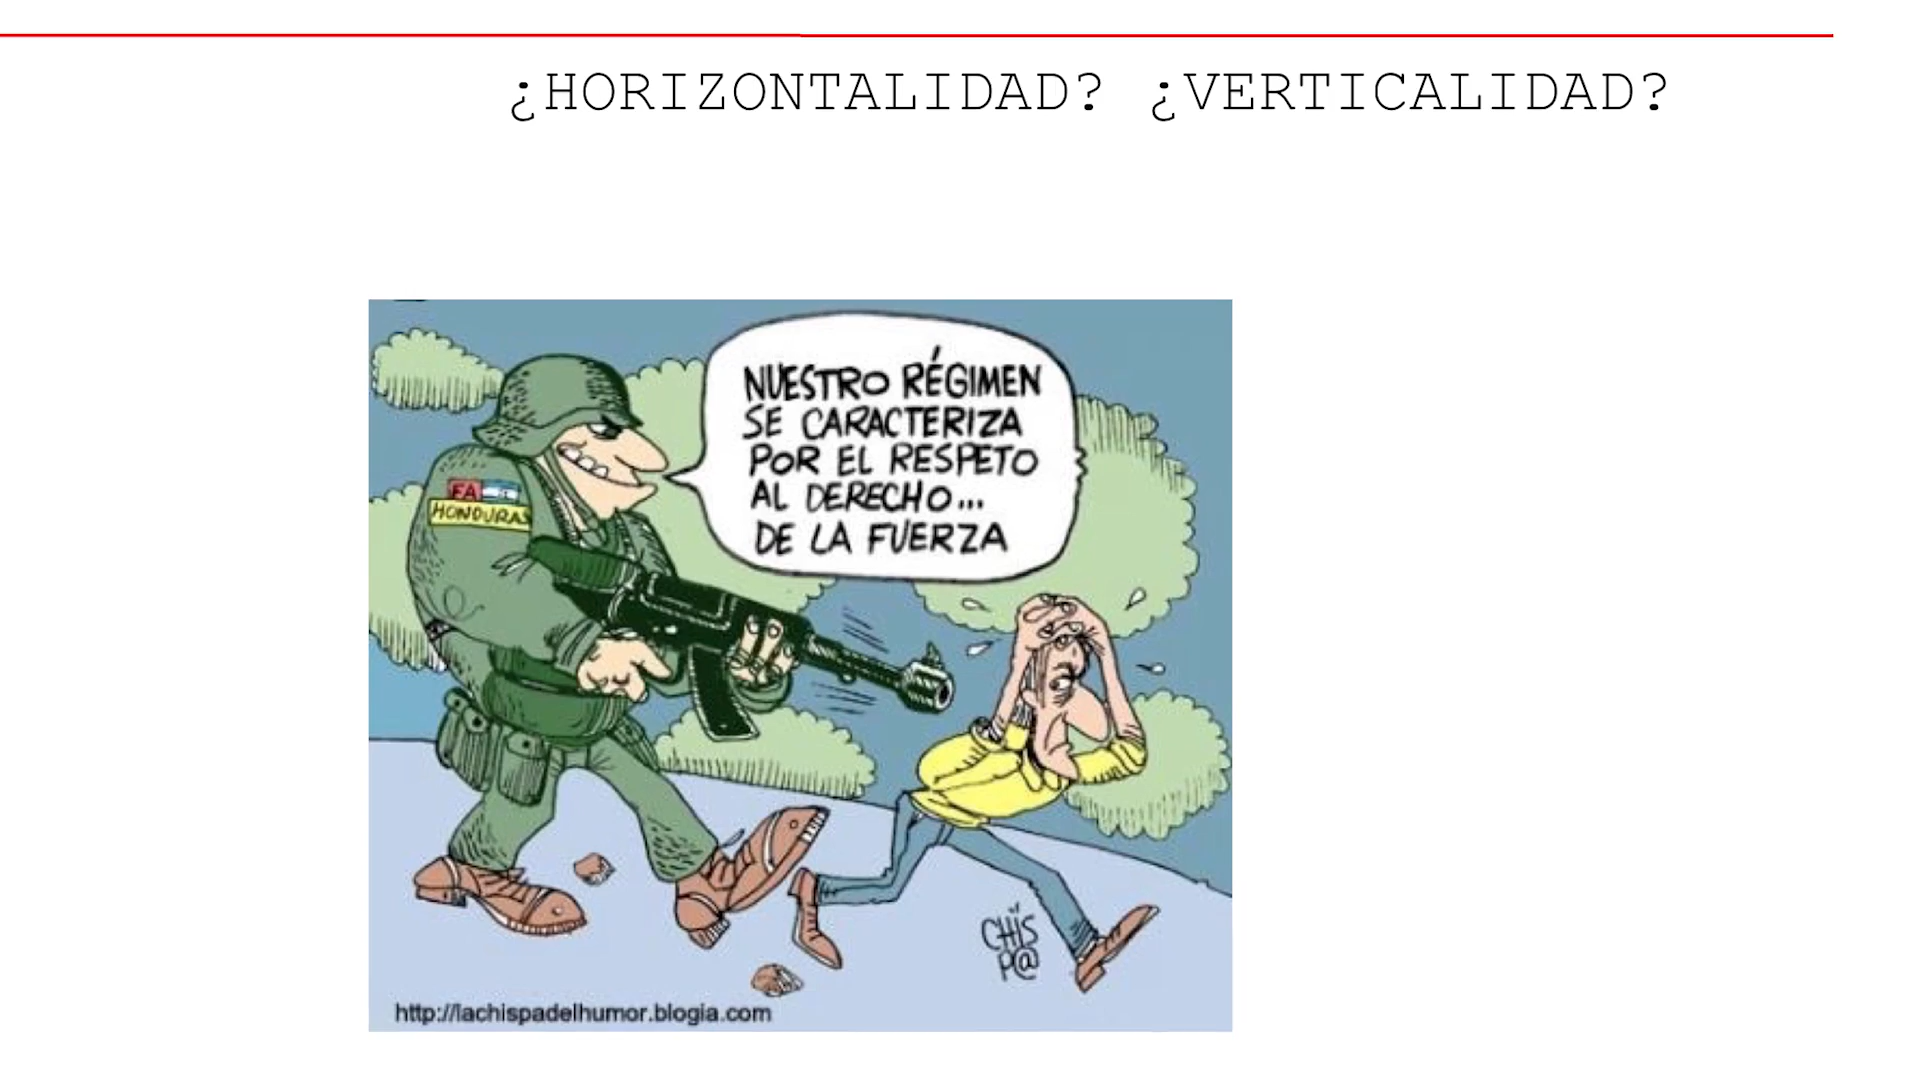 ¿HORIZONTALIDAD? ¿VERTICALIDAD?
NUESTRO RÉGIMEN
SE CARACTERIZA
POR EL RESPETO
AL DERECHO...
DE LA FUERZA
FA
HONDURAS
CHÏS
P@
http://lachispadelhumor.blogia.com